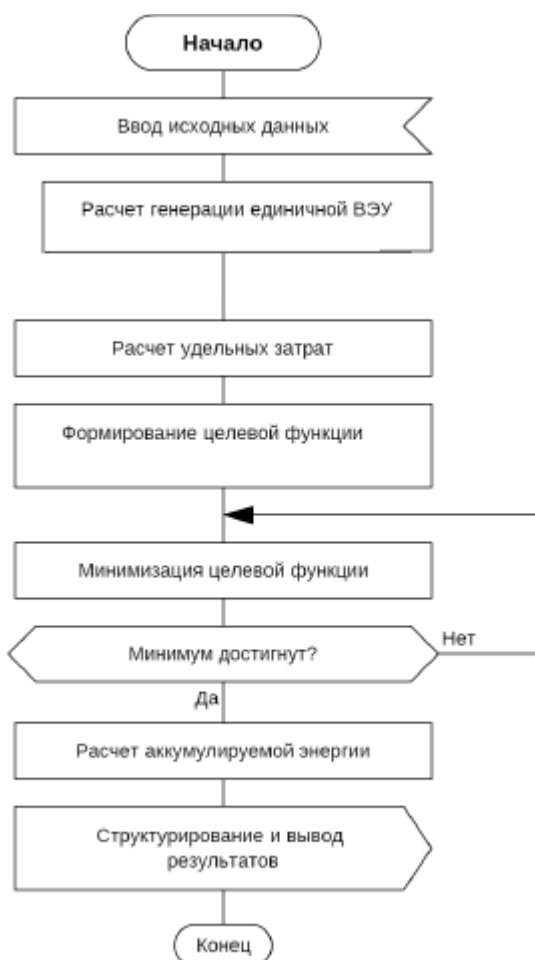 Начало
Ввод исходных данных
Расчет генерации единичной ВЭУ
Расчет удельных затрат
Формирование целевой функции
Минимизация целевой функции
Минимум достигнут?
Нет
Да
Расчет аккумулируемой энергии
Структурирование и вывод
результатов
Конец